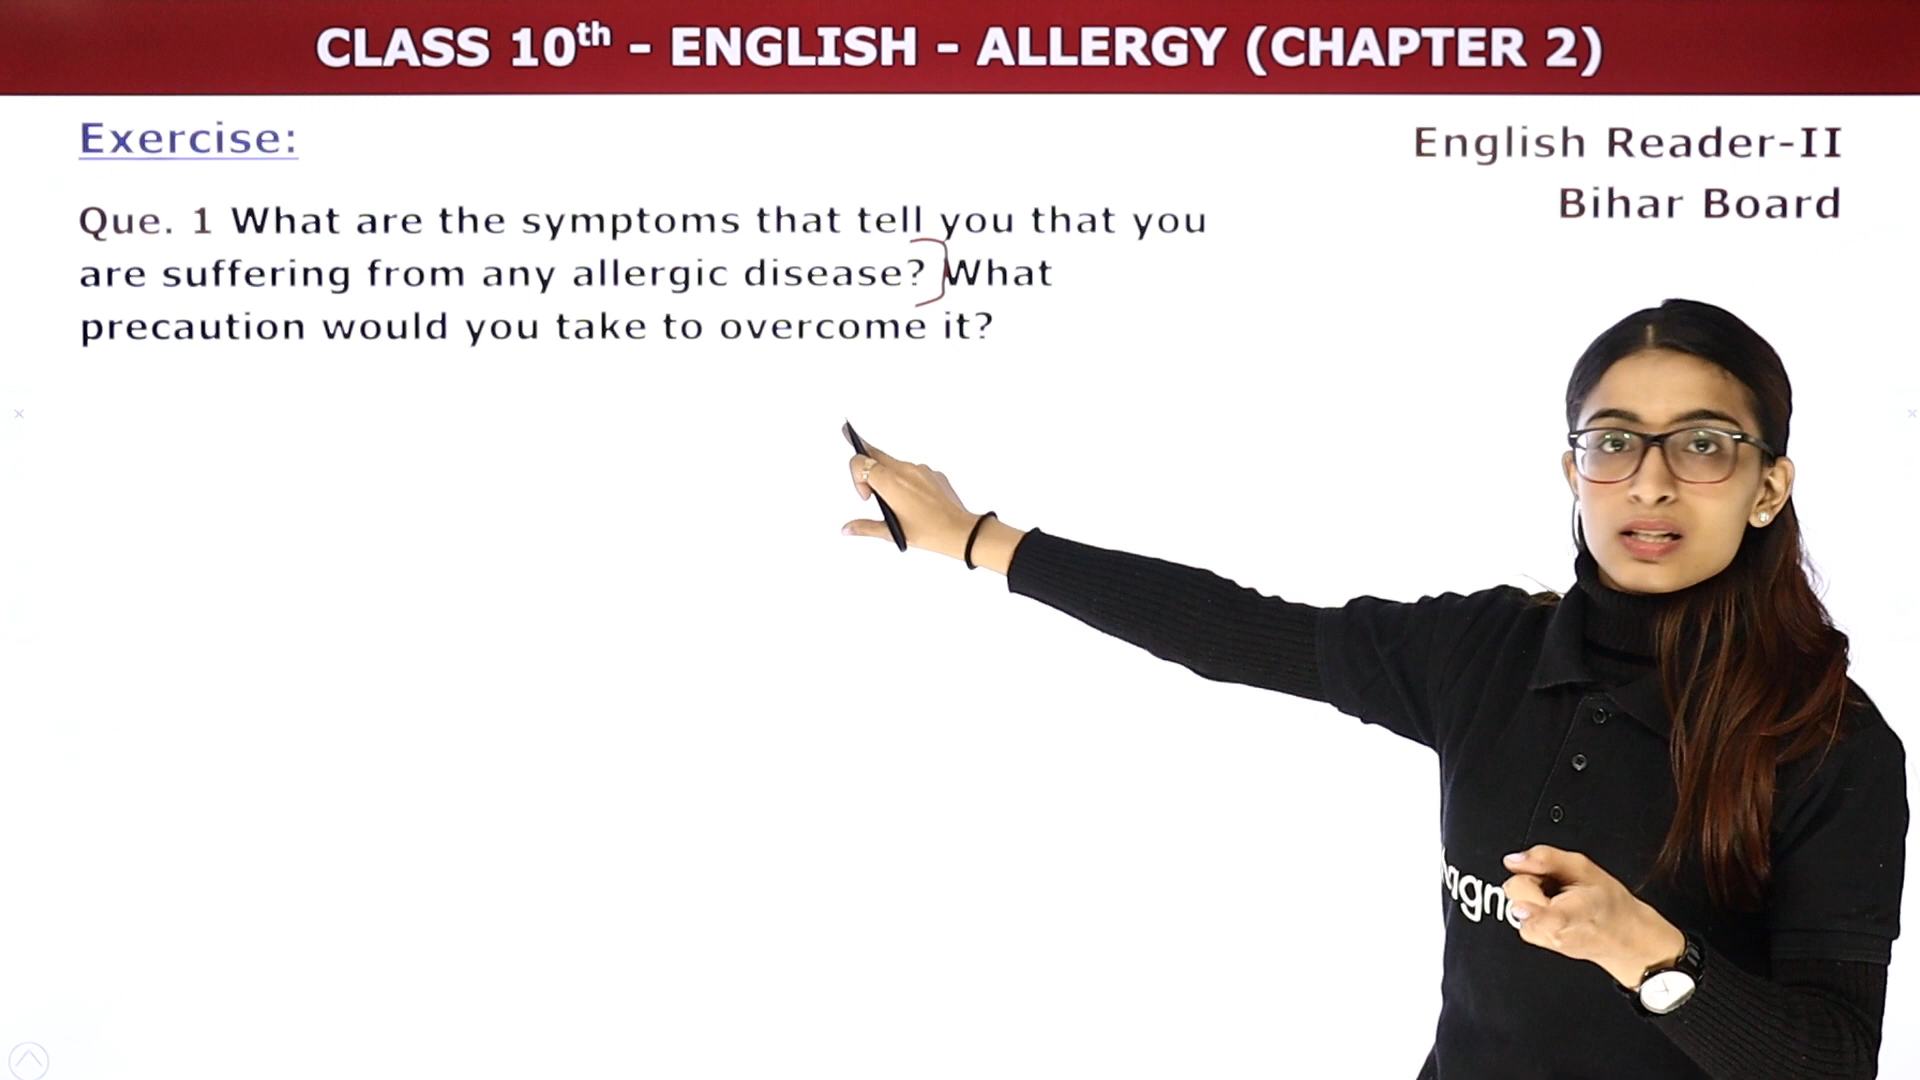 CLASS 10th - ENGLISH - ALLERGY (CHAPTER 2)
Exercise:
English Reader-II
Bihar Board
Que. 1 What are the symptoms that tell you that you
are suffering from any allergic disease? What
precaution would you take to overcome it?